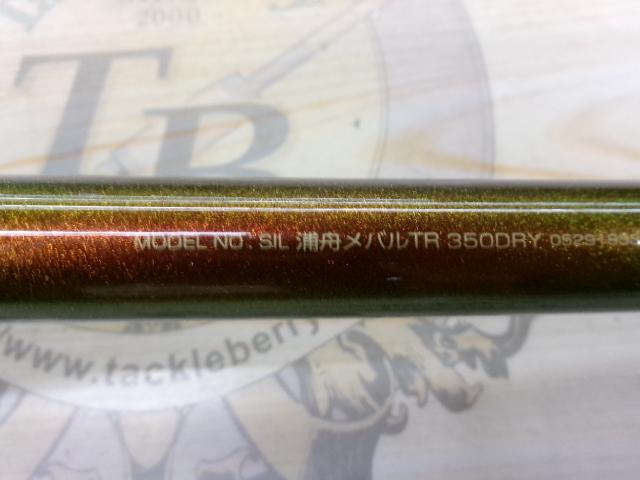 2000
TB
MODEL NO. SIL 浦舟メバルTR 350DRY
/www.tackleberry